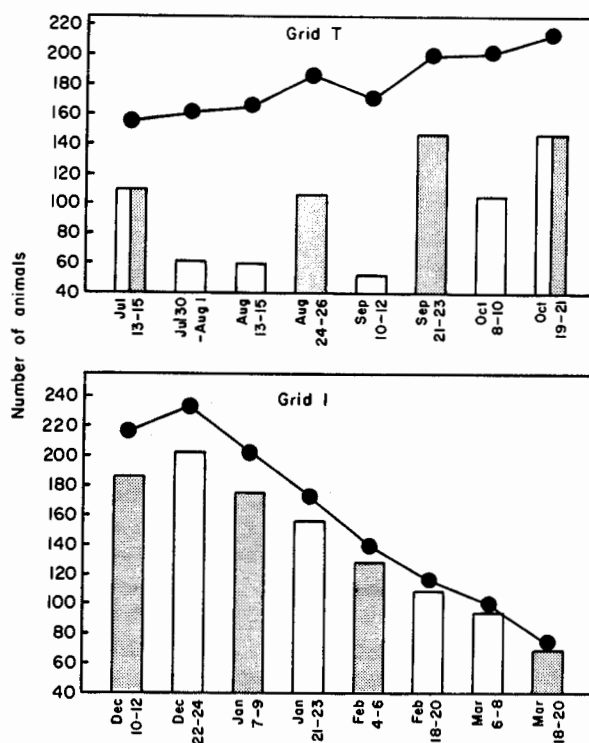 Number of animals
Grid T
220
200
180
160
140
120
100
80
60
40
Jul 13-15
Jul 30 -Aug 1
Aug 13-15
Aug 24-26
Sep 10-12
Sep 21-23
Oct 8-10
Oct 19-21
Grid I
240
220
200
180
160
140
120
100
80
60
40
Dec 10-12
Dec 22-24
Jan 7-9
Jan 21-23
Feb 4-6
Feb 18-20
Mar 6-8
Mar 18-20